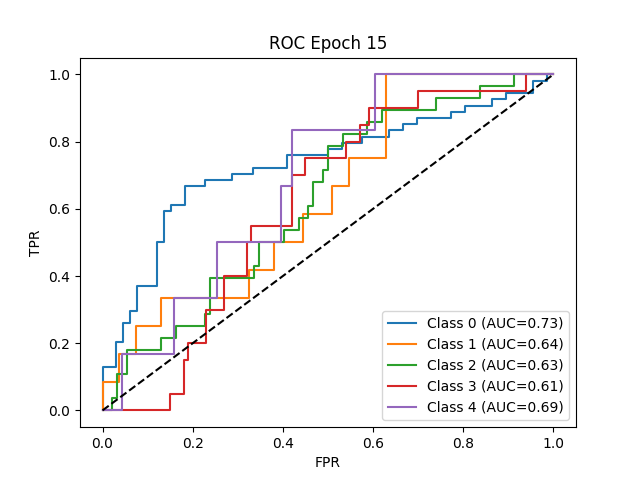 ROC Epoch 15
TPR
1.0
0.8
0.6
0.4
0.2
0.0
Class 0 (AUC=0.73)
Class 1 (AUC=0.64)
Class 2 (AUC=0.63)
Class 3 (AUC=0.61)
Class 4 (AUC=0.69)
0.0 0.2 0.4 0.6 0.8 1.0
FPR